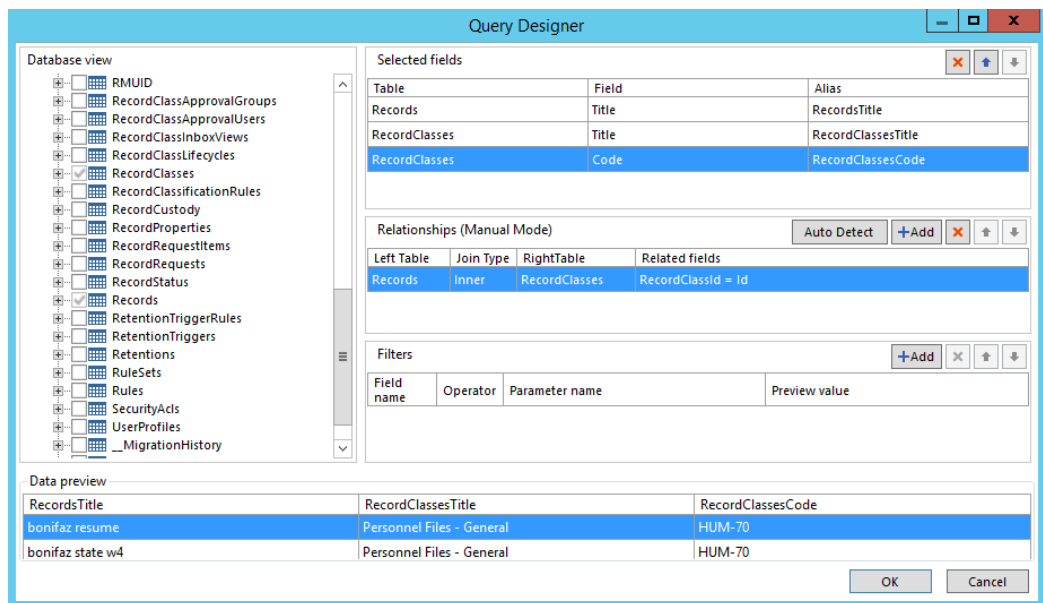 Query Designer
Database view
RMUID
RecordClassApprovalGroups
RecordClassApprovalUsers
RecordClassInboxViews
RecordClassLifecycles
RecordClasses
RecordClassificationRules
RecordCustody
RecordProperties
RecordRequestItems
RecordRequests
RecordStatus
Records
RetentionTriggerRules
RetentionTriggers
Retentions
RuleSets
Rules
SecurityAcls
UserProfiles
__MigrationHistory
Selected fields
Table Field Alias
Records Title RecordsTitle
RecordClasses Title RecordClassesTitle
RecordClasses Code RecordClassesCode
Relationships (Manual Mode) Auto Detect +Add
Left Table Join Type RightTable Related fields
Records Inner RecordClasses RecordClassId = Id
Filters +Add
Field name Operator Parameter name Preview value
Data preview
RecordsTitle RecordClassesTitle RecordClassesCode
bonifaz resume Personnel Files - General HUM-70
bonifaz state w4 Personnel Files - General HUM-70
OK Cancel